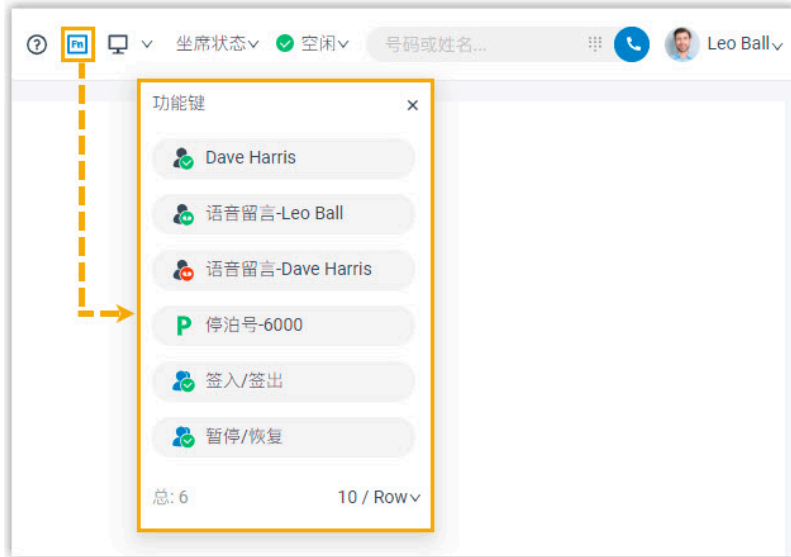 Fn 坐席状态 空闲 号码或姓名... Leo Ball
功能键 ×
Dave Harris
语音留言-Leo Ball
语音留言-Dave Harris
P 停泊号-6000
签入/签出
暂停/恢复
总: 6 10 / Row